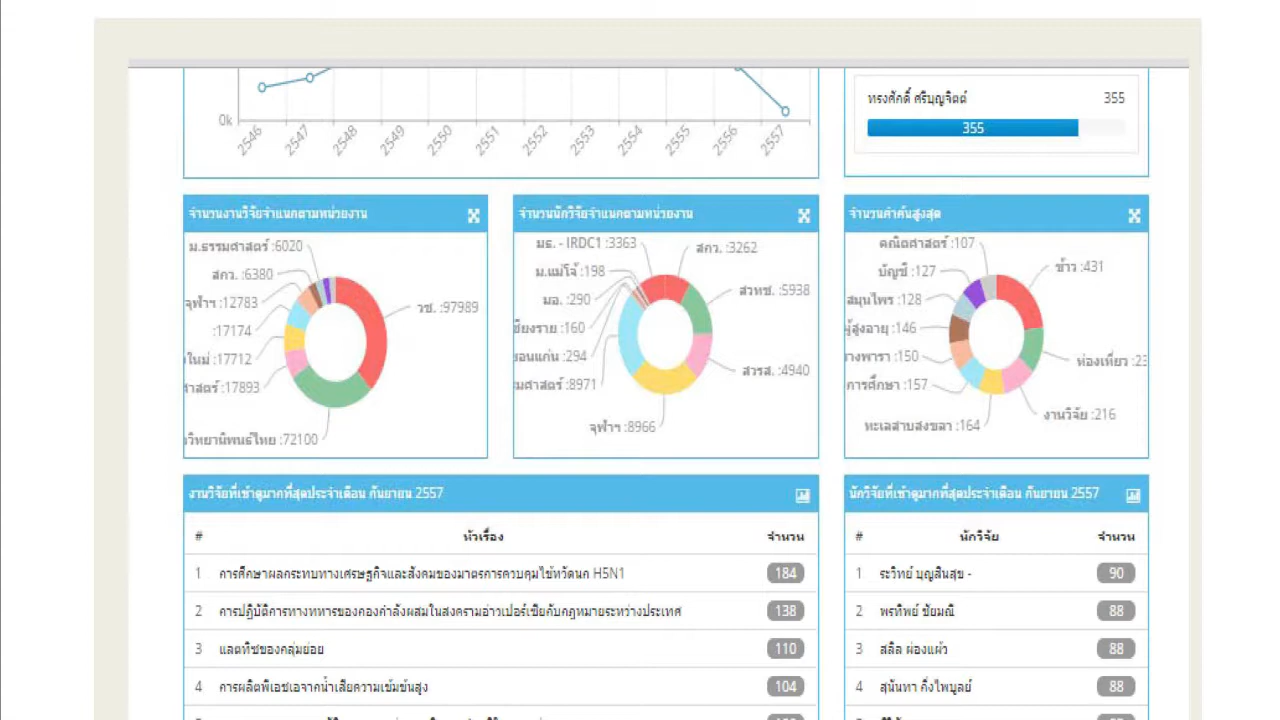 ทรงศักดิ์ ศรีบุญจิตต์ 355
355
0k
2546 2547 2548 2549 2550 2551 2552 2553 2554 2555 2556 2557
จำนวนงานวิจัยจำแนกตามหน่วยงาน
ม.ธรรมศาสตร์ :6020
สกว. :6380
จุฬาฯ :12783
:17174
ใหม่ :17712
าศาสตร์ :17893
วิทยานิพนธ์ไทย :72100
วช. :97989
จำนวนนักวิจัยจำแนกตามหน่วยงาน
มธ. - IRDC1 :3363
ม.แม่โจ้ :198
มอ. :290
ชียงราย :160
ขอนแก่น :294
มศาสตร์ :8971
จุฬาฯ :8966
สกว. :3262
สวทช. :5938
สวรส. :4940
จำนวนคำค้นสูงสุด
คณิตศาสตร์ :107
บัญชี :127
สมุนไพร :128
ผู้สูงอายุ :146
างพารา :150
การศึกษา :157
ทะเลสาบสงขลา :164
ข้าว :431
ท่องเที่ยว :23
งานวิจัย :216
งานวิจัยที่เข้าดูมากที่สุดประจำเดือน กันยายน 2557
# หัวเรื่อง จำนวน
1 การศึกษาผลกระทบทางเศรษฐกิจและสังคมของมาตรการควบคุมไข้หวัดนก H5N1 184
2 การปฏิบัติการทางทหารของกองกำลังผสมในสงครามอ่าวเปอร์เซียกับกฎหมายระหว่างประเทศ 138
3 แลตทิซของกลุ่มย่อย 110
4 การผลิตพีเอชเอจากน้ำเสียความเข้มข้นสูง 104
นักวิจัยที่เข้าดูมากที่สุดประจำเดือน กันยายน 2557
# นักวิจัย จำนวน
1 ระวิทย์ บุญสินสุข - 90
2 พรทิพย์ ชัยมณี 88
3 สลิล ผ่องแผ้ว 88
4 สุนันทา กิ่งไพบูลย์ 88